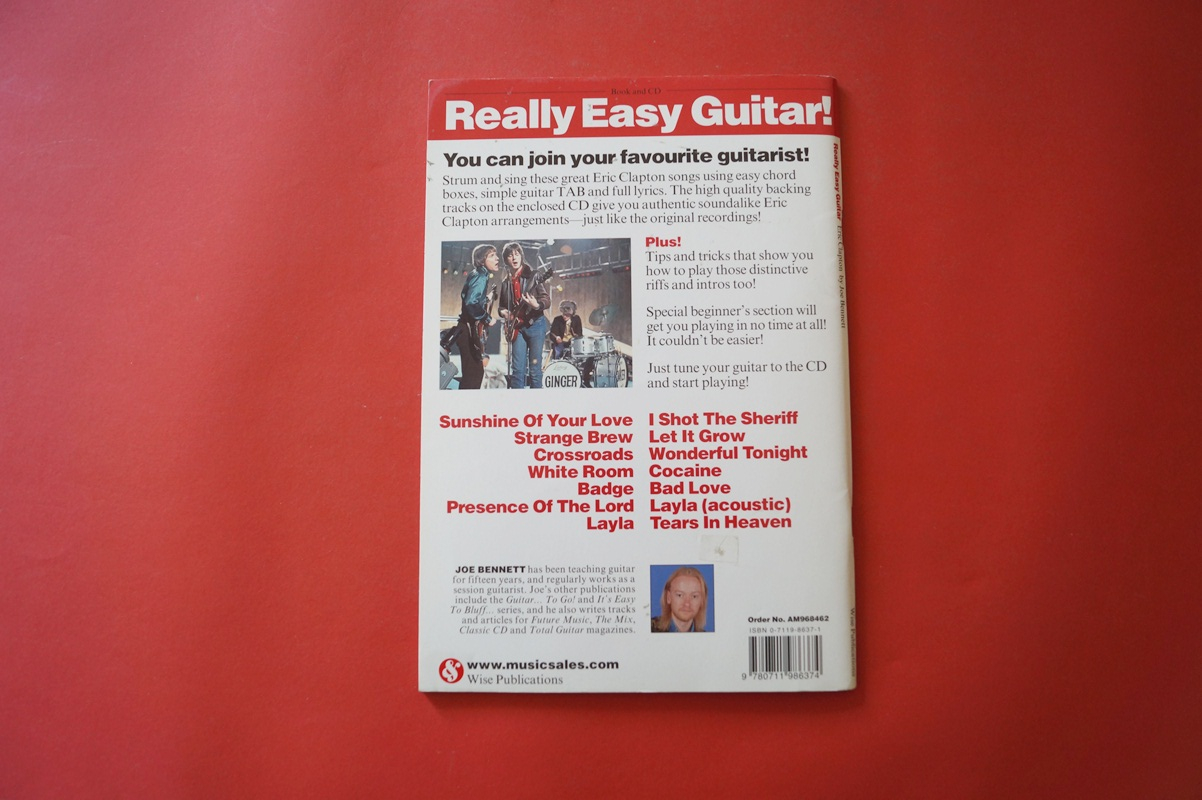 Book and CD
Really Easy Guitar!
You can join your favourite guitarist!
Strum and sing these great Eric Clapton songs using easy chord
boxes, simple guitar TAB and full lyrics. The high quality backing
tracks on the enclosed CD give you authentic soundalike Eric
Clapton arrangements—just like the original recordings!
Plus!
Tips and tricks that show you
how to play those distinctive
riffs and intros too!
Special beginner's section will
get you playing in no time at all!
It couldn't be easier!
Just tune your guitar to the CD
and start playing!
GINGER
Sunshine Of Your Love
Strange Brew
Crossroads
White Room
Badge
Presence Of The Lord
Layla
I Shot The Sheriff
Let It Grow
Wonderful Tonight
Cocaine
Bad Love
Layla (acoustic)
Tears In Heaven
JOE BENNETT has been teaching guitar
for fifteen years, and regularly works as a
session guitarist. Joe's other publications
include the Guitar... To Go! and It's Easy
To Bluff... series, and he also writes tracks
and articles for Future Music, The Mix,
Classic CD and Total Guitar magazines.
&
www.musicsales.com
Wise Publications
Order No. AM968462
ISBN 0-7119-8637-1
9 780711 986374
Really Easy Guitar! Eric Clapton by Joe Bennett
Wise Publications